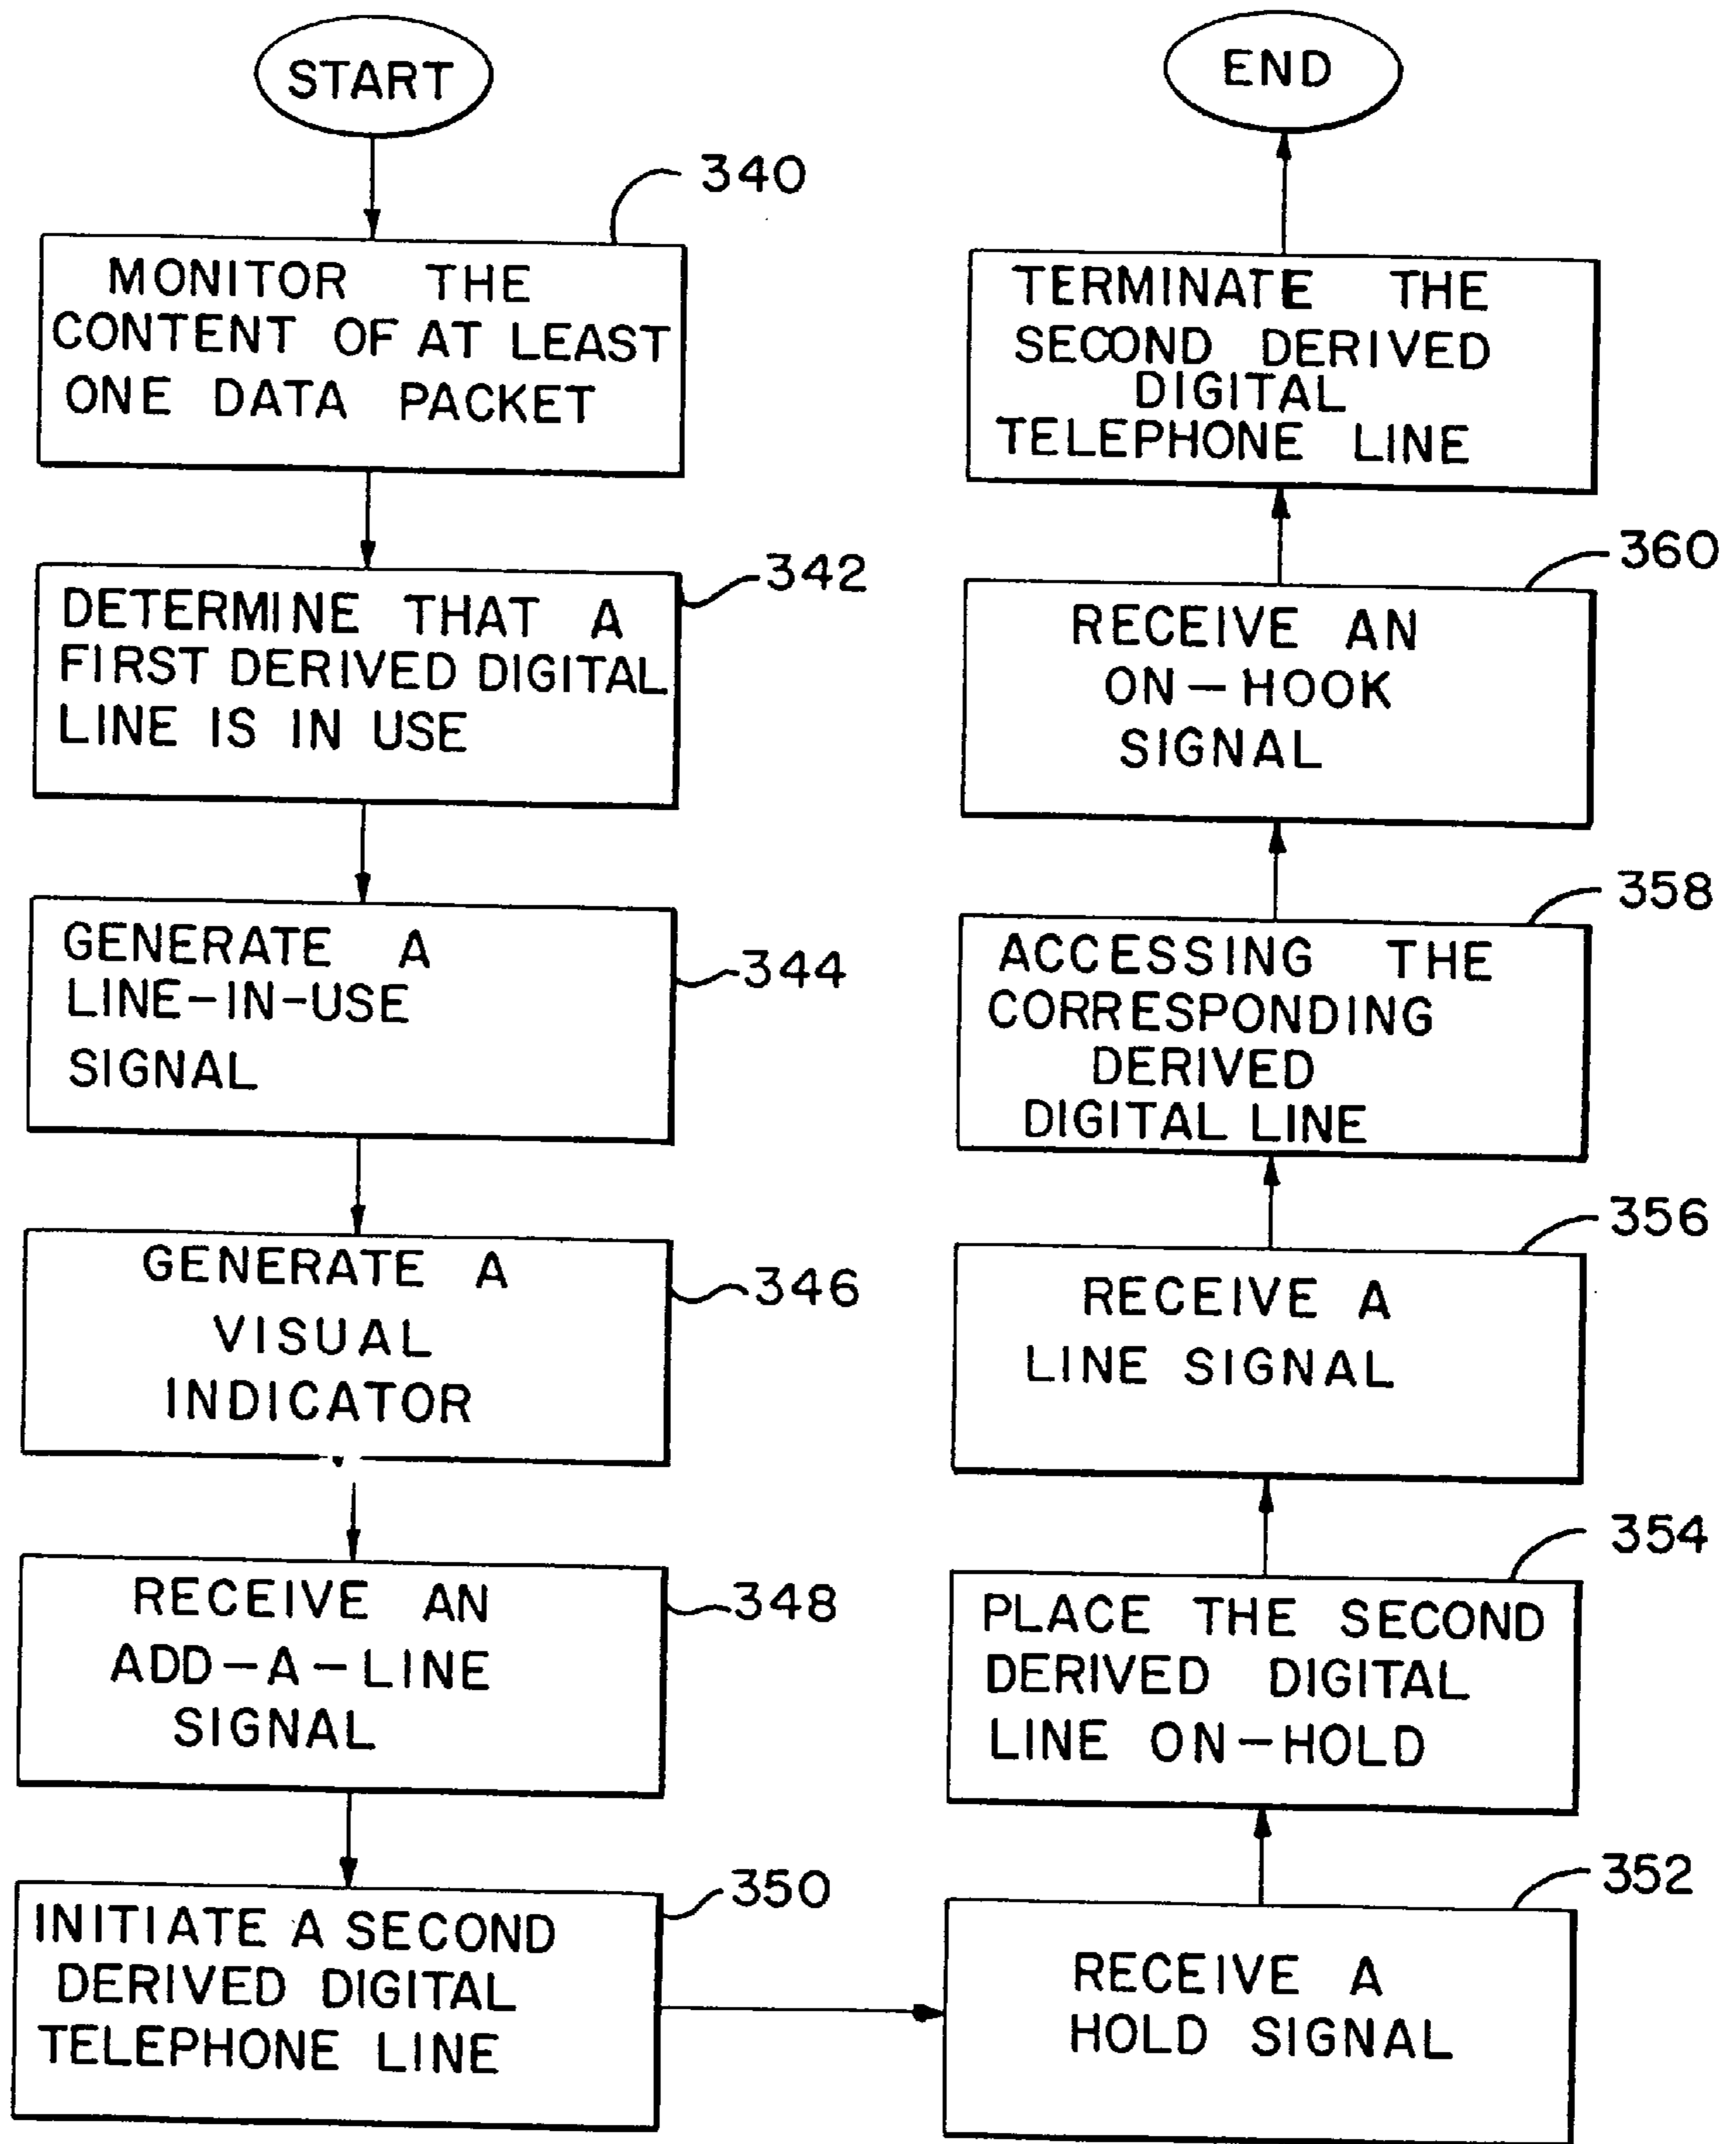 START
340
MONITOR THE
CONTENT OF AT LEAST
ONE DATA PACKET
342
DETERMINE THAT A
FIRST DERIVED DIGITAL
LINE IS IN USE
344
GENERATE A
LINE-IN-USE
SIGNAL
346
GENERATE A
VISUAL
INDICATOR
348
RECEIVE AN
ADD-A-LINE
SIGNAL
350
INITIATE A SECOND
DERIVED DIGITAL
TELEPHONE LINE
352
RECEIVE A
HOLD SIGNAL
354
PLACE THE SECOND
DERIVED DIGITAL
LINE ON-HOLD
356
RECEIVE A
LINE SIGNAL
358
ACCESSING THE
CORRESPONDING
DERIVED
DIGITAL LINE
360
RECEIVE AN
ON-HOOK
SIGNAL
TERMINATE THE
SECOND DERIVED
DIGITAL
TELEPHONE LINE
END